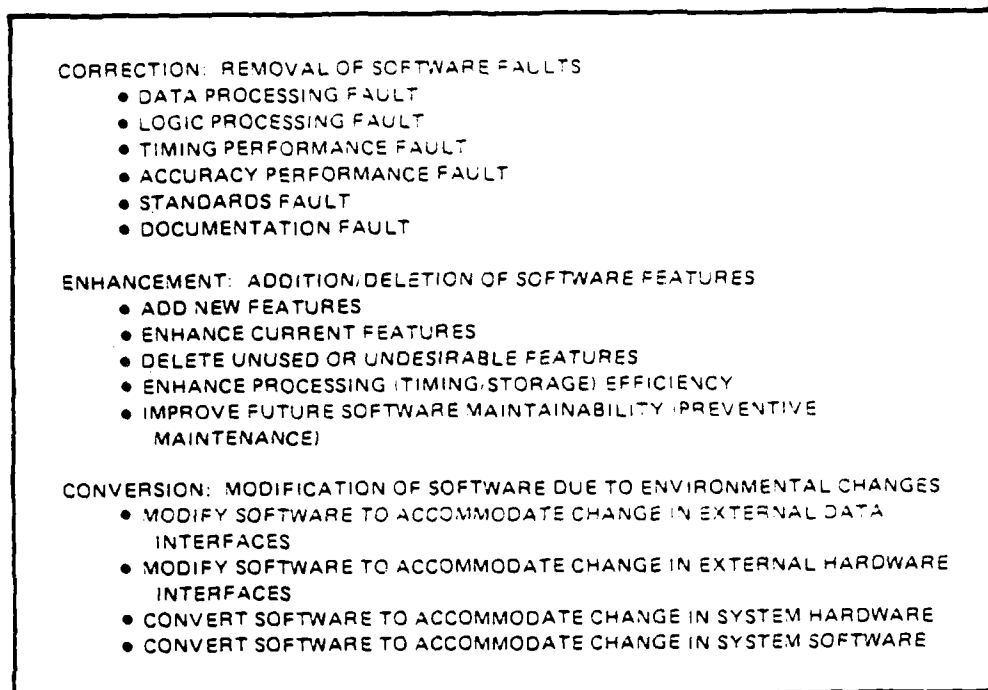 CORRECTION: REMOVAL OF SOFTWARE FAULTS
● DATA PROCESSING FAULT
● LOGIC PROCESSING FAULT
● TIMING PERFORMANCE FAULT
● ACCURACY PERFORMANCE FAULT
● STANDARDS FAULT
● DOCUMENTATION FAULT
ENHANCEMENT: ADDITION/DELETION OF SOFTWARE FEATURES
● ADD NEW FEATURES
● ENHANCE CURRENT FEATURES
● DELETE UNUSED OR UNDESIRABLE FEATURES
● ENHANCE PROCESSING (TIMING/STORAGE) EFFICIENCY
● IMPROVE FUTURE SOFTWARE MAINTAINABILITY (PREVENTIVE
MAINTENANCE)
CONVERSION: MODIFICATION OF SOFTWARE DUE TO ENVIRONMENTAL CHANGES
● MODIFY SOFTWARE TO ACCOMMODATE CHANGE IN EXTERNAL DATA
INTERFACES
● MODIFY SOFTWARE TO ACCOMMODATE CHANGE IN EXTERNAL HARDWARE
INTERFACES
● CONVERT SOFTWARE TO ACCOMMODATE CHANGE IN SYSTEM HARDWARE
● CONVERT SOFTWARE TO ACCOMMODATE CHANGE IN SYSTEM SOFTWARE